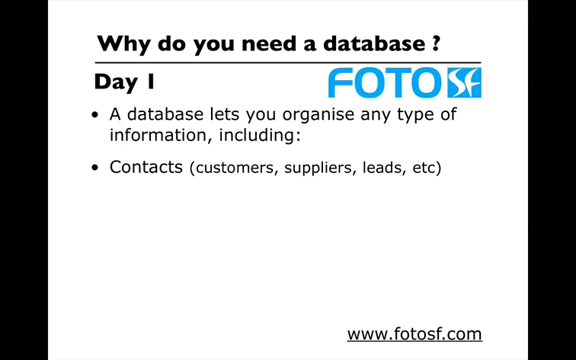 Why do you need a database ?
Day 1
FOTO SF
• A database lets you organise any type of
information, including:
• Contacts (customers, suppliers, leads, etc)
www.fotosf.com